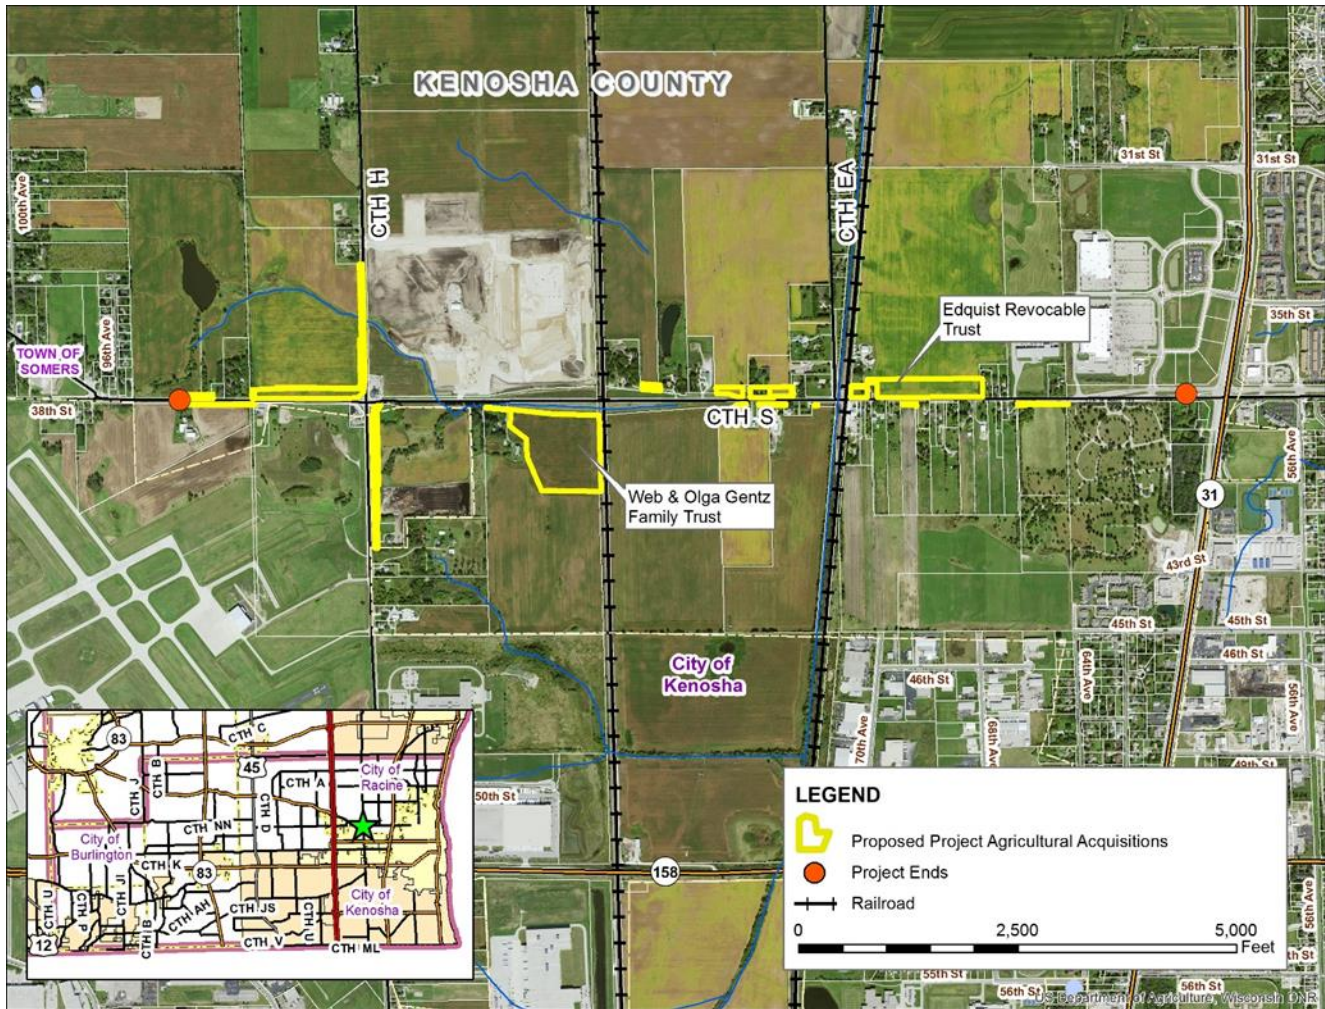 KENOSHA COUNTY
31st St
31st St
100th Ave
CTH H
CTH EA
Edquist Revocable
Trust
35th St
96th Ave
TOWN OF
SOMERS
38th St
CTH S
56th Ave
Web & Olga Gentz
Family Trust
31
43rd St
45th St
45th St
City of
Kenosha
46th St
46th St
64th Ave
68th Ave
70th Ave
56th Ave
49th St
50th St
158
83
CTH C
45
City of
Racine
CTH J
CTH B
CTH A
CTH D
CTH NN
City of
Burlington
CTH K
83
CTH JI
CTH U
CTH P
CTH B
CTH AH
CTH JS
CTH U
City of
Kenosha
12
CTH V
CTH ML
LEGEND
Proposed Project Agricultural Acquisitions
Project Ends
Railroad
0
2,500
5,000
Feet
56th Ave
55th St
56th St
56th St
US Department of Agriculture, Wisconsin DNR